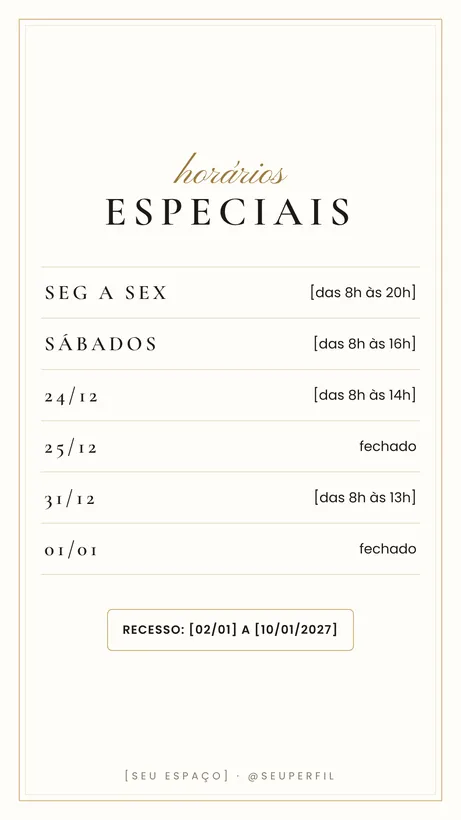 horários
ESPECIAIS
SEG A SEX [das 8h às 20h]
SÁBADOS [das 8h às 16h]
24/12 [das 8h às 14h]
25/12 fechado
31/12 [das 8h às 13h]
01/01 fechado
RECESSO: [02/01] A [10/01/2027]
[SEU ESPAÇO] · @SEUPERFIL